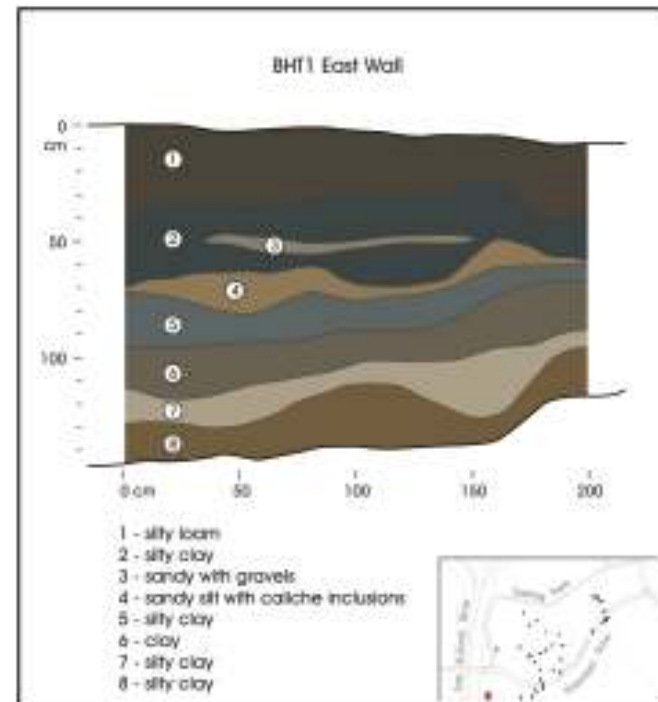 BHT1 East Wall
0
cm
50
100
1
2
3
4
5
6
7
8
0 cm
50
100
150
200
1 - silty loam
2 - silty clay
3 - sandy with gravels
4 - sandy silt with caliche inclusions
5 - silty clay
6 - clay
7 - silty clay
8 - silty clay